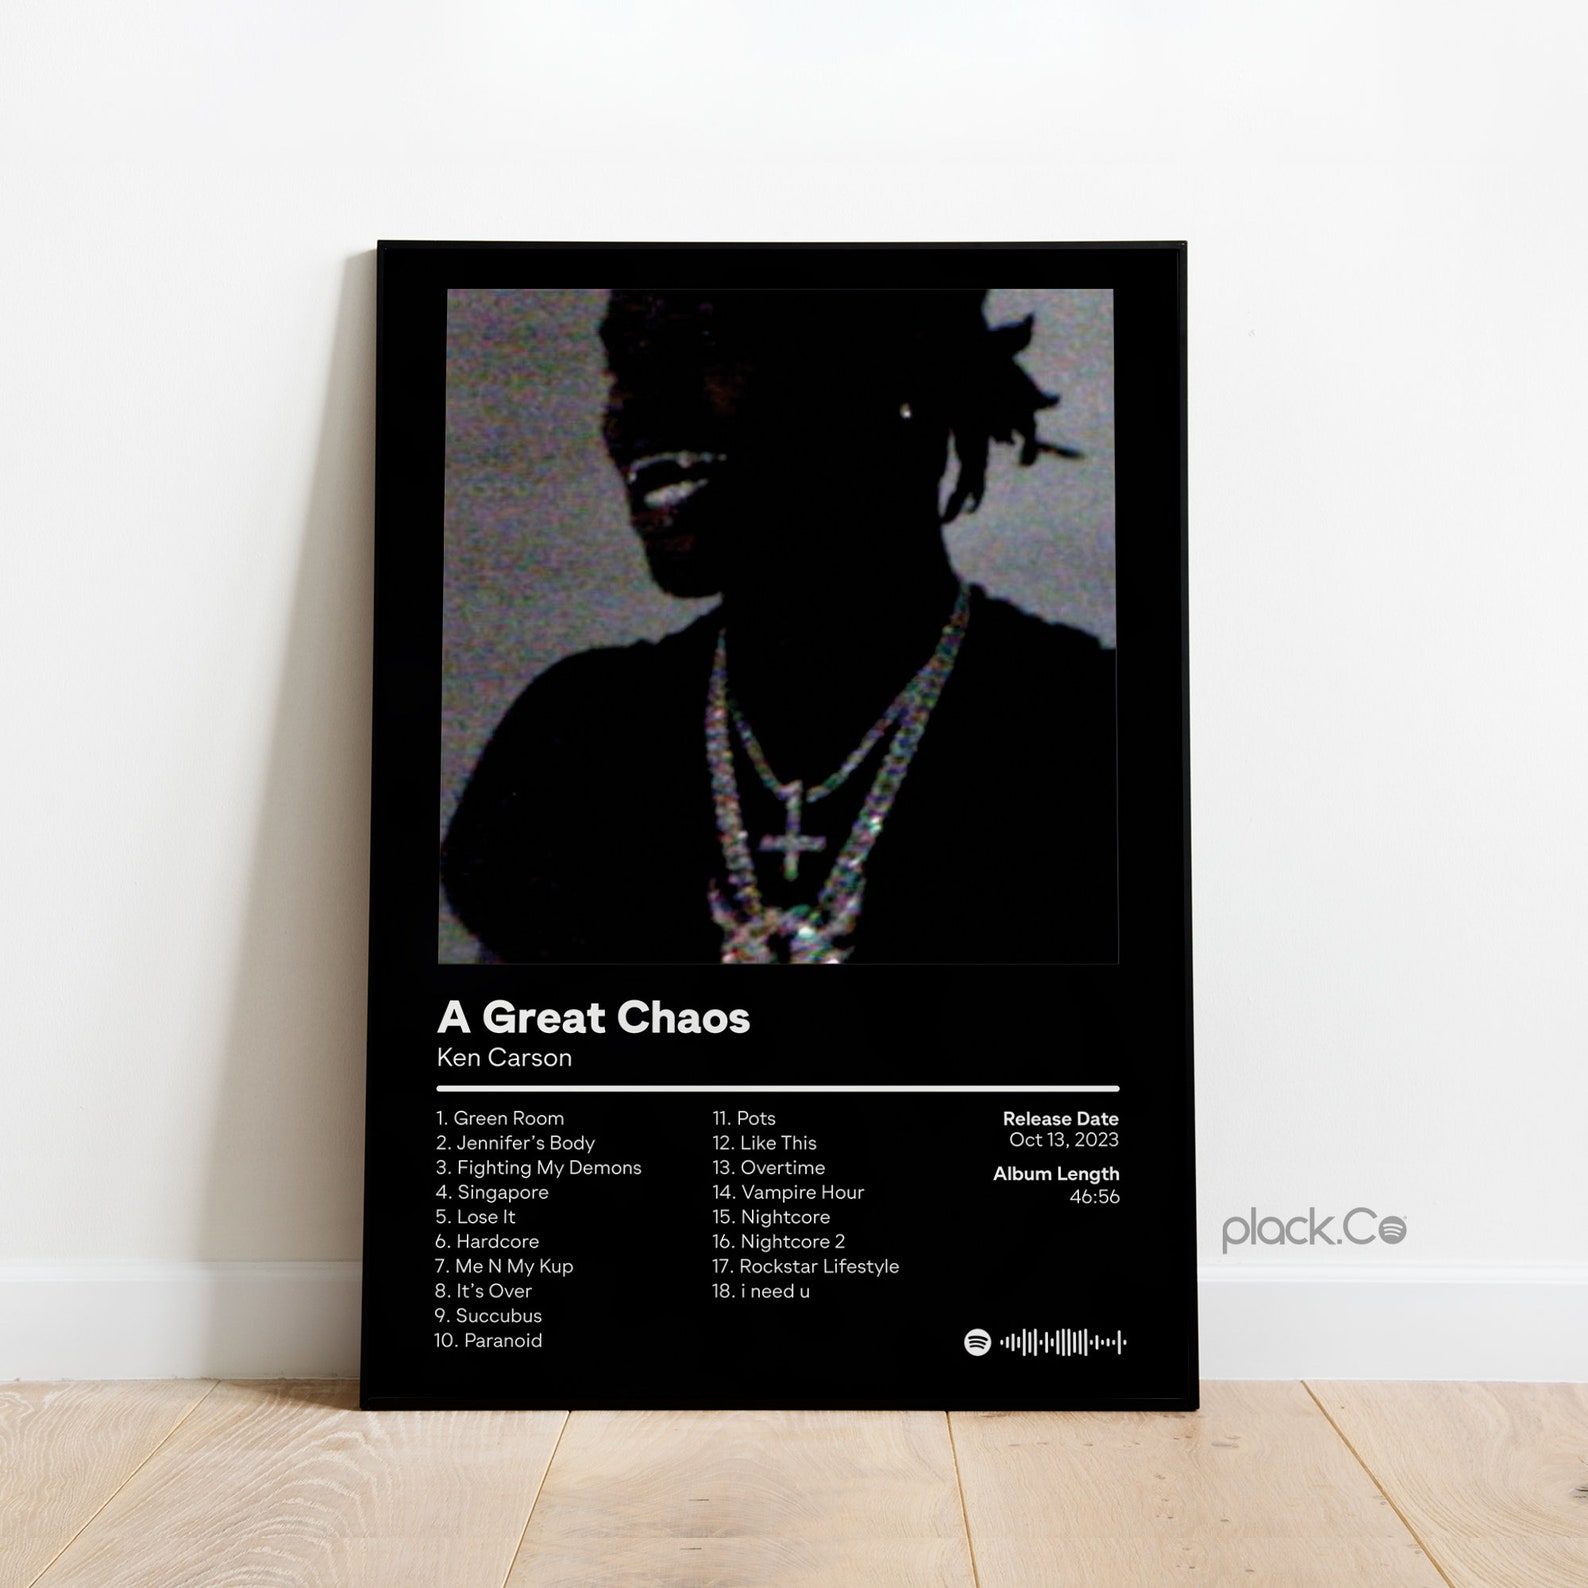 A Great Chaos
Ken Carson
1. Green Room
2. Jennifer's Body
3. Fighting My Demons
4. Singapore
5. Lose It
6. Hardcore
7. Me N My Kup
8. It's Over
9. Succubus
10. Paranoid
11. Pots
12. Like This
13. Overtime
14. Vampire Hour
15. Nightcore
16. Nightcore 2
17. Rockstar Lifestyle
18. i need u
Release Date
Oct 13, 2023
Album Length
46:56
plack.Co